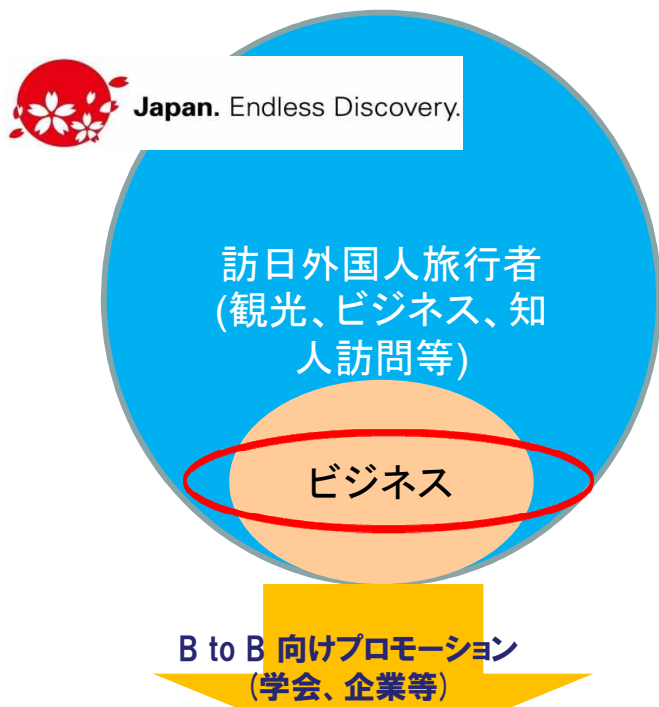 Japan. Endless Discovery.
訪日外国人旅行者
(観光、ビジネス、知
人訪問等)
ビジネス
B to B 向けプロモーション
(学会、企業等)